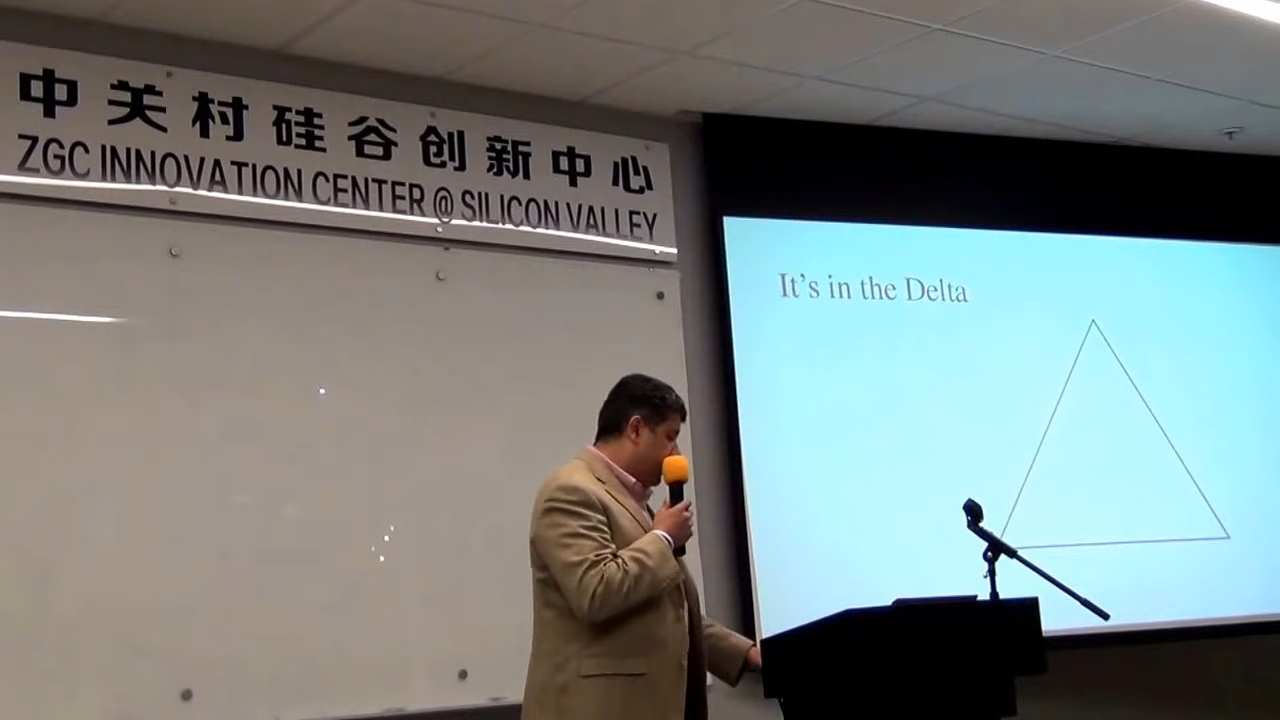 中关村硅谷创新中心
ZGC INNOVATION CENTER @ SILICON VALLEY
It's in the Delta